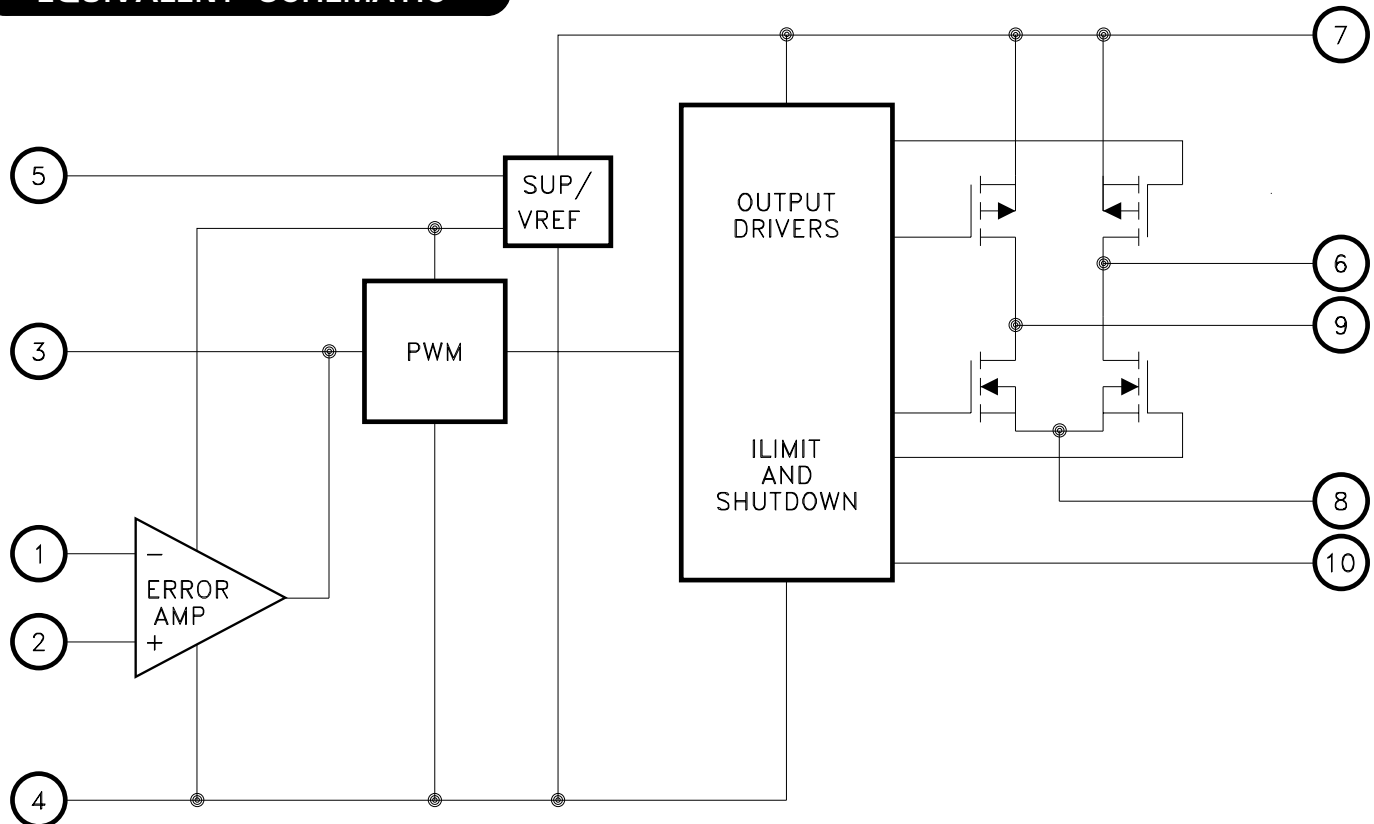 EQUIVALENT SCHEMATIC
7
5
SUP/
VREF
OUTPUT
DRIVERS
6
9
3
PWM
ILIMIT
AND
SHUTDOWN
8
1
−
10
ERROR
AMP
2
+
4